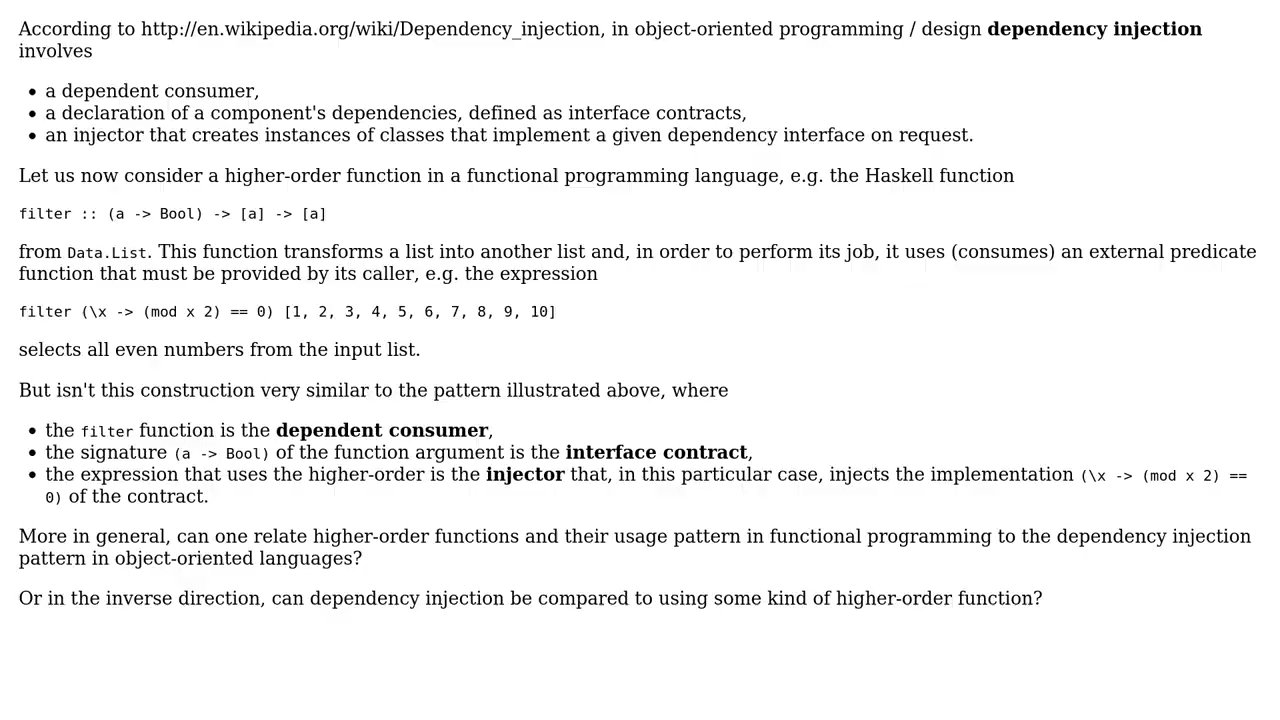 According to http://en.wikipedia.org/wiki/Dependency_injection, in object-oriented programming / design dependency injection
involves
• a dependent consumer,
• a declaration of a component's dependencies, defined as interface contracts,
• an injector that creates instances of classes that implement a given dependency interface on request.
Let us now consider a higher-order function in a functional programming language, e.g. the Haskell function
filter :: (a -> Bool) -> [a] -> [a]
from Data.List. This function transforms a list into another list and, in order to perform its job, it uses (consumes) an external predicate
function that must be provided by its caller, e.g. the expression
filter (\x -> (mod x 2) == 0) [1, 2, 3, 4, 5, 6, 7, 8, 9, 10]
selects all even numbers from the input list.
But isn't this construction very similar to the pattern illustrated above, where
• the filter function is the dependent consumer,
• the signature (a -> Bool) of the function argument is the interface contract,
• the expression that uses the higher-order is the injector that, in this particular case, injects the implementation (\x -> (mod x 2) ==
0) of the contract.
More in general, can one relate higher-order functions and their usage pattern in functional programming to the dependency injection
pattern in object-oriented languages?
Or in the inverse direction, can dependency injection be compared to using some kind of higher-order function?